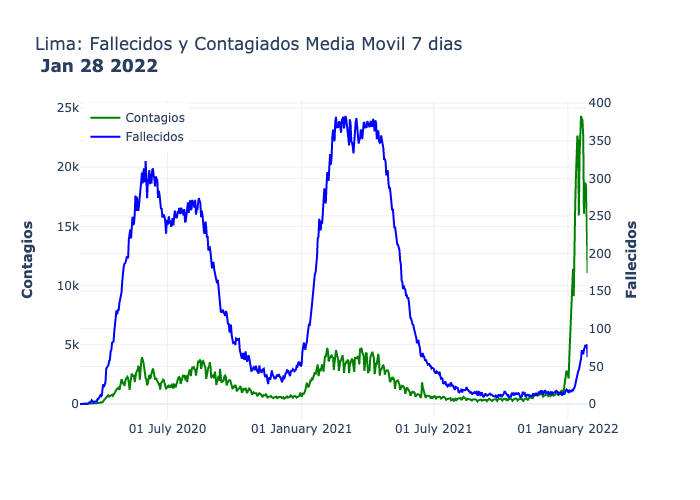 Lima: Fallecidos y Contagiados Media Movil 7 dias
Jan 28 2022
Contagios
Fallecidos
25k
20k
15k
10k
5k
0
Contagios
400
350
300
250
200
150
100
50
0
Fallecidos
01 July 2020
01 January 2021
01 July 2021
01 January 2022